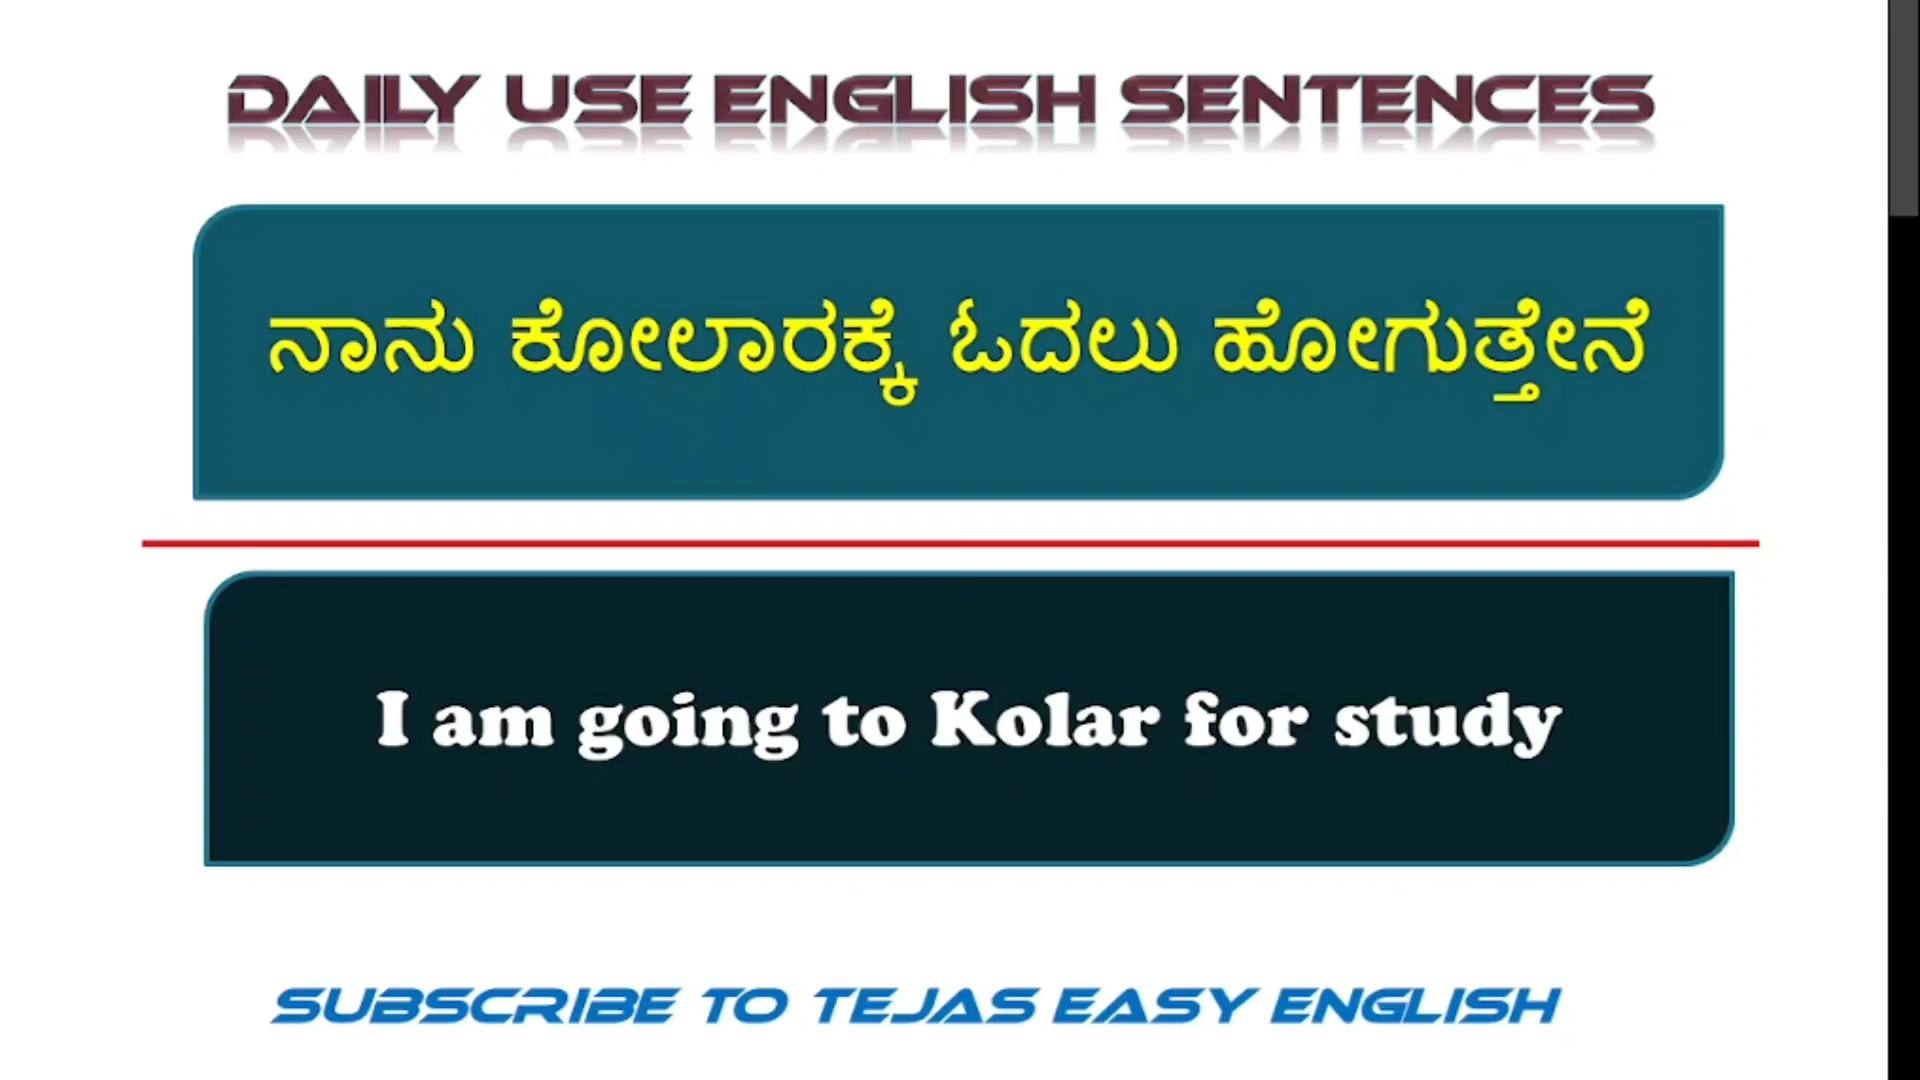 DAILY USE ENGLISH SENTENCES
ನಾನು ಕೋಲಾರಕ್ಕೆ ಓದಲು ಹೋಗುತ್ತೇನೆ
I am going to Kolar for study
SUBSCRIBE TO TEJAS EASY ENGLISH